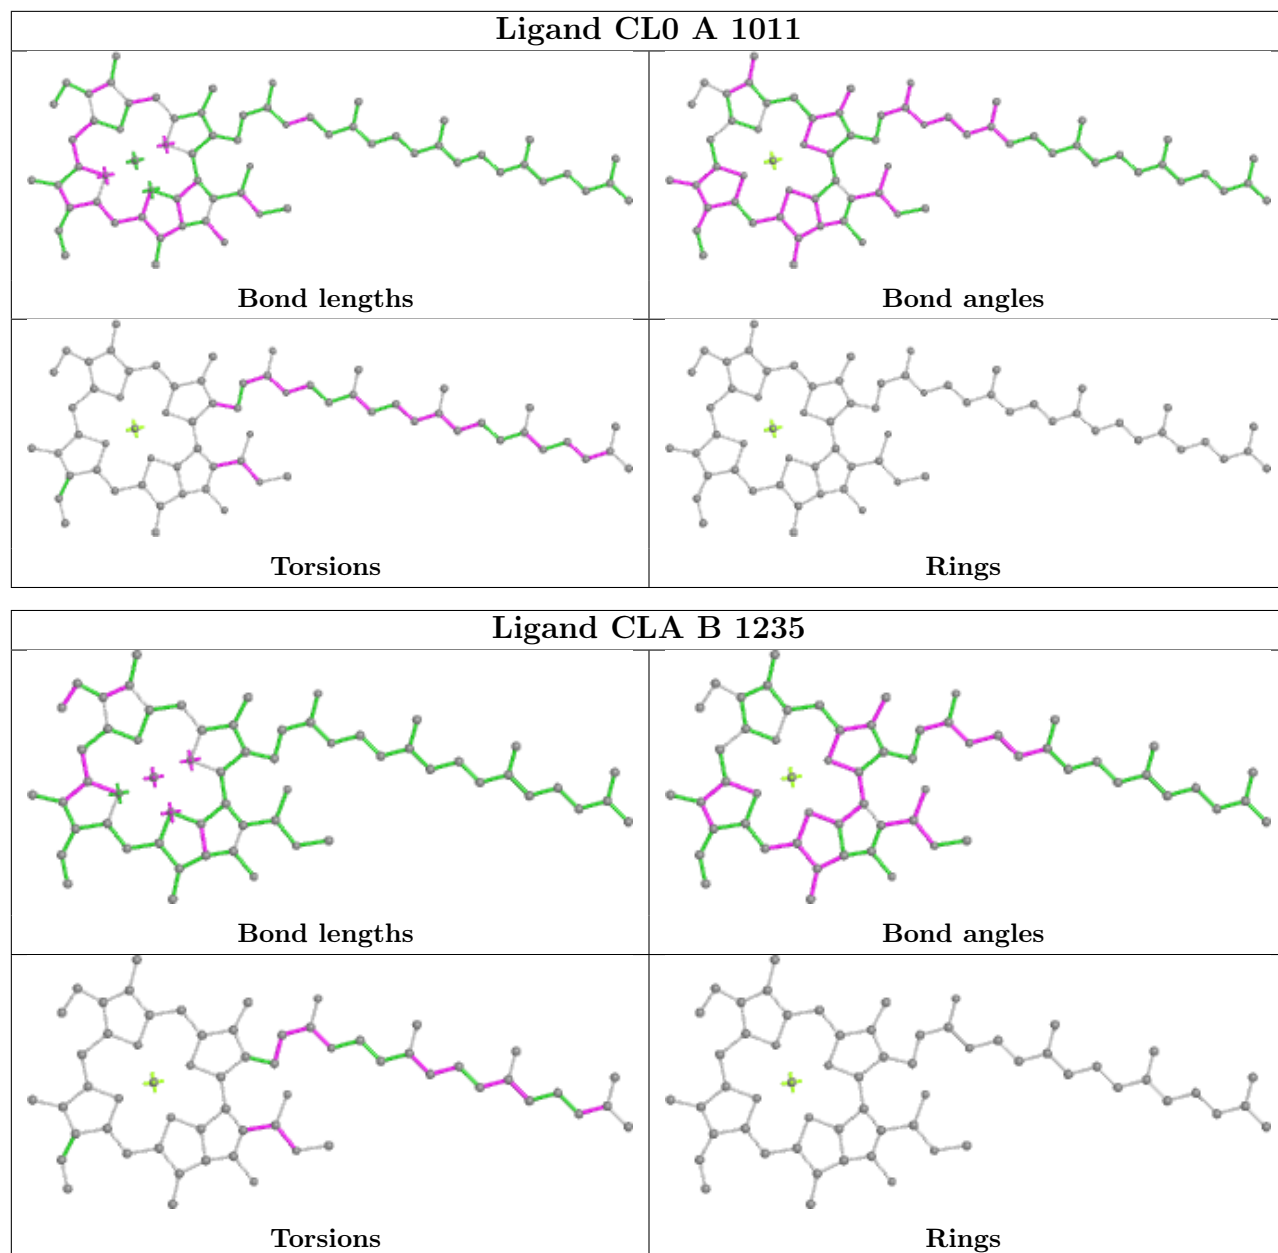 Ligand CL0 A 1011
Bond lengths
Bond angles
Torsions
Rings
Ligand CLA B 1235
Bond lengths
Bond angles
Torsions
Rings